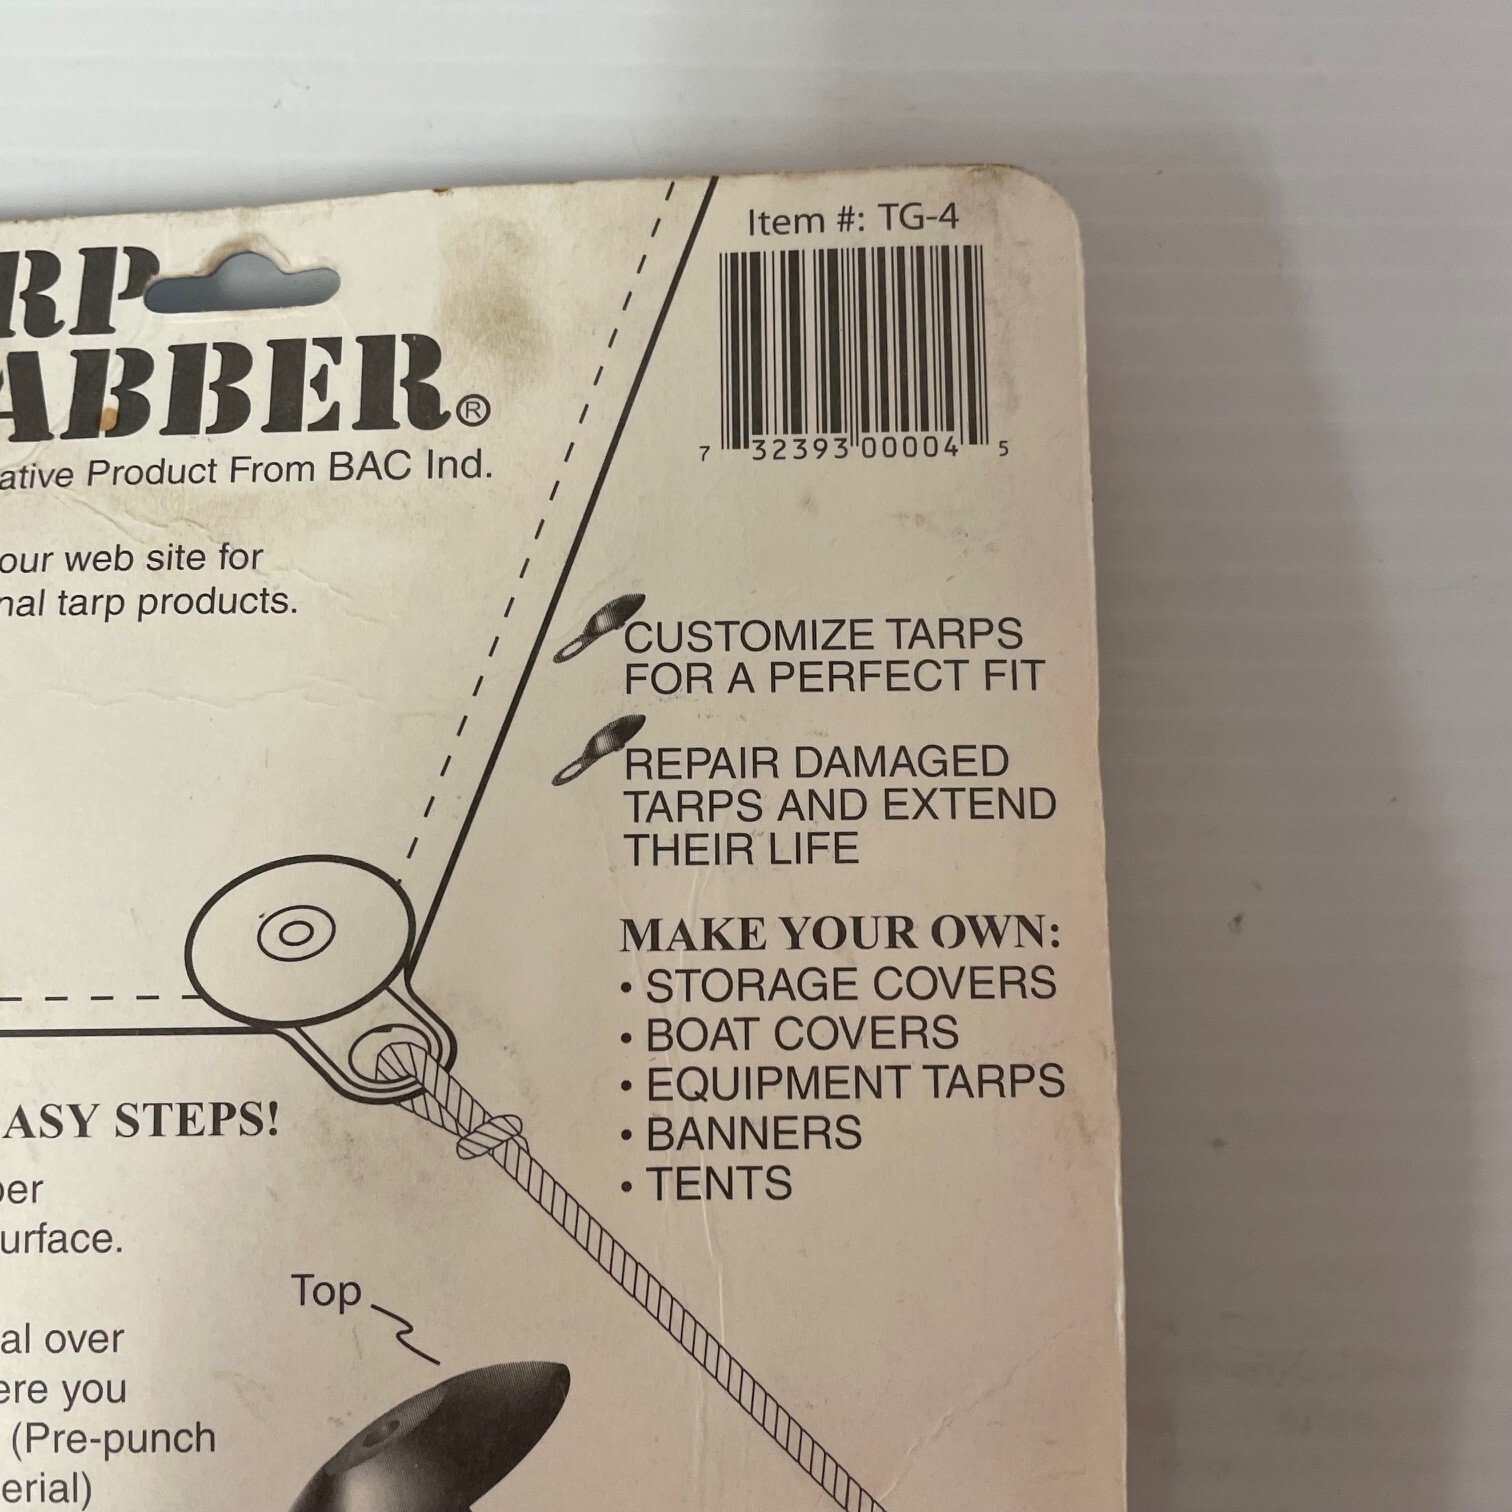 RP
ABBER®
ative Product From BAC Ind.
our web site for
nal tarp products.
Item #: TG-4
7 32393 00004 5
CUSTOMIZE TARPS
FOR A PERFECT FIT
REPAIR DAMAGED
TARPS AND EXTEND
THEIR LIFE
MAKE YOUR OWN:
• STORAGE COVERS
• BOAT COVERS
• EQUIPMENT TARPS
• BANNERS
• TENTS
ASY STEPS!
ber
urface.
Top
al over
ere you
(Pre-punch
erial)